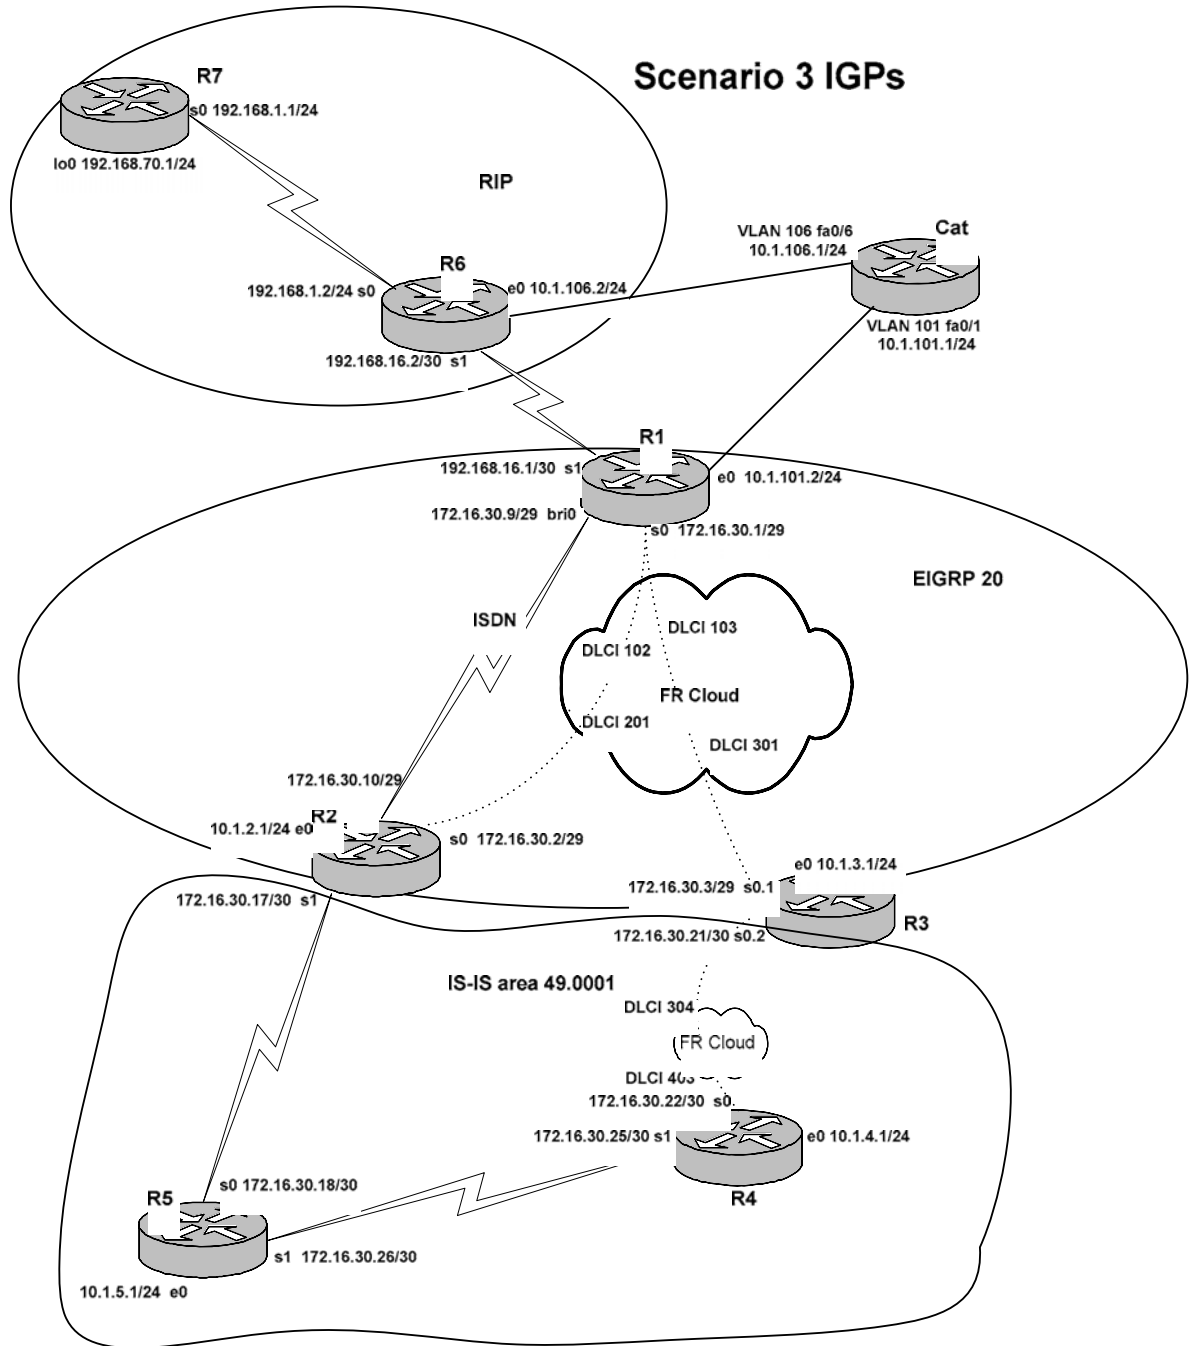 Scenario 3 IGPs
R7
s0 192.168.1.1/24
lo0 192.168.70.1/24
RIP
VLAN 106 fa0/6
10.1.106.1/24
Cat
R6
192.168.1.2/24 s0
e0 10.1.106.2/24
VLAN 101 fa0/1
10.1.101.1/24
192.168.16.2/30 s1
R1
192.168.16.1/30 s1
e0 10.1.101.2/24
172.16.30.9/29 bri0
s0 172.16.30.1/29
EIGRP 20
ISDN
DLCI 103
DLCI 102
FR Cloud
DLCI 201
DLCI 301
172.16.30.10/29
R2
10.1.2.1/24 e0
s0 172.16.30.2/29
e0 10.1.3.1/24
172.16.30.3/29 s0.1
172.16.30.17/30 s1
R3
172.16.30.21/30 s0.2
IS-IS area 49.0001
DLCI 304
FR Cloud
DLCI 403
172.16.30.22/30 s0
172.16.30.25/30 s1
e0 10.1.4.1/24
R4
s0 172.16.30.18/30
R5
s1 172.16.30.26/30
10.1.5.1/24 e0